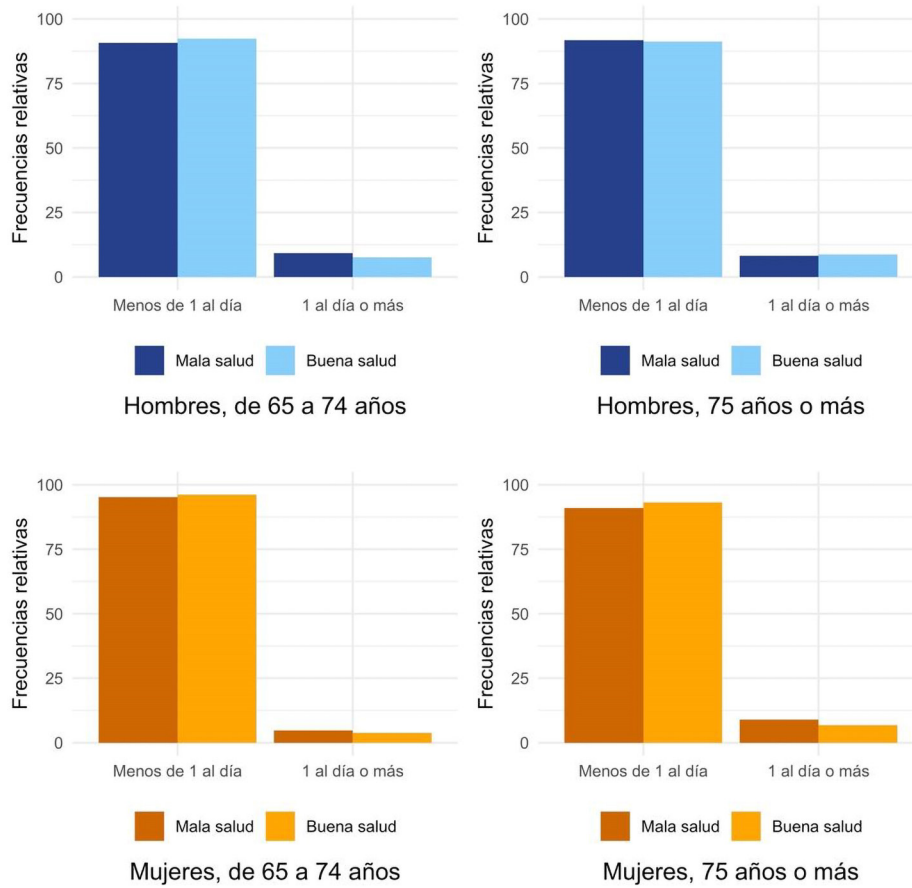 Frecuencias relativas
100
75
50
25
0
Menos de 1 al día 1 al día o más
Mala salud Buena salud
Hombres, de 65 a 74 años
Frecuencias relativas
100
75
50
25
0
Menos de 1 al día 1 al día o más
Mala salud Buena salud
Hombres, 75 años o más
Frecuencias relativas
100
75
50
25
0
Menos de 1 al día 1 al día o más
Mala salud Buena salud
Mujeres, de 65 a 74 años
Frecuencias relativas
100
75
50
25
0
Menos de 1 al día 1 al día o más
Mala salud Buena salud
Mujeres, 75 años o más